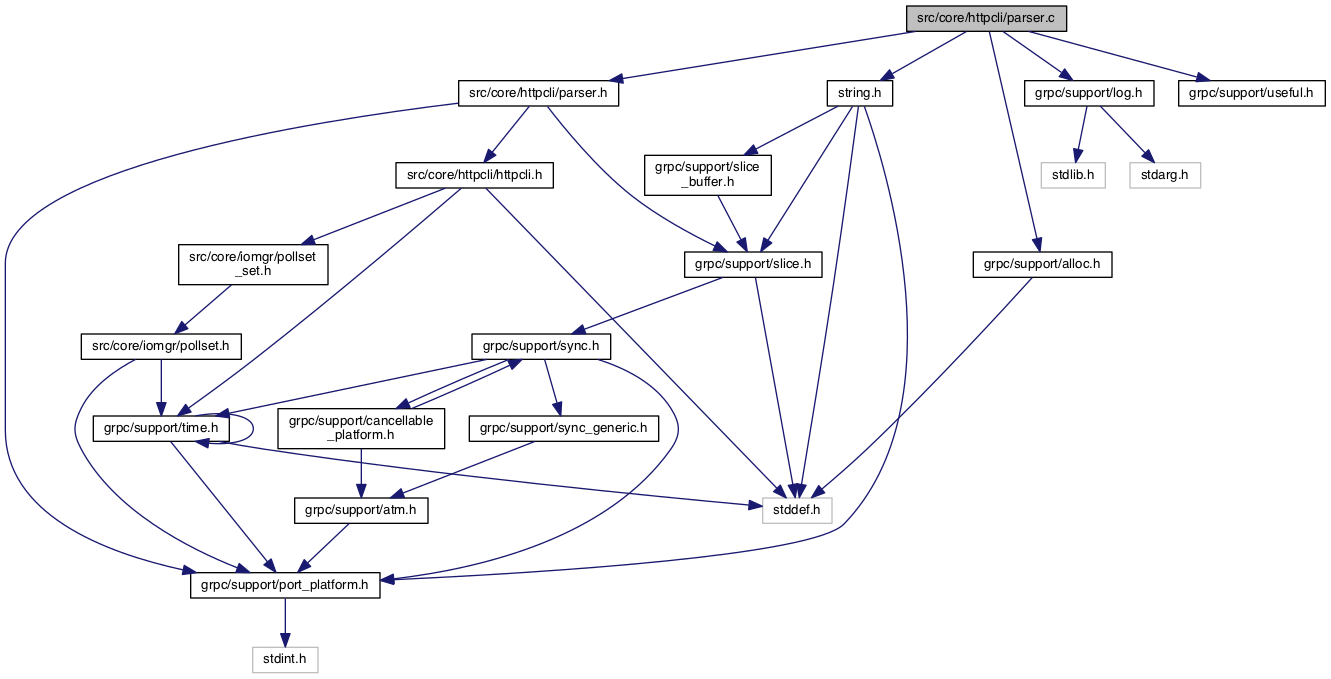 src/core/httpcli/parser.c
src/core/httpcli/parser.h
string.h
grpc/support/log.h
grpc/support/useful.h
src/core/httpcli/httpcli.h
grpc/support/slice
_buffer.h
stdlib.h
stdarg.h
src/core/iomgr/pollset
_set.h
grpc/support/slice.h
grpc/support/alloc.h
src/core/iomgr/pollset.h
grpc/support/sync.h
grpc/support/time.h
grpc/support/cancellable
_platform.h
grpc/support/sync_generic.h
grpc/support/atm.h
stddef.h
grpc/support/port_platform.h
stdint.h